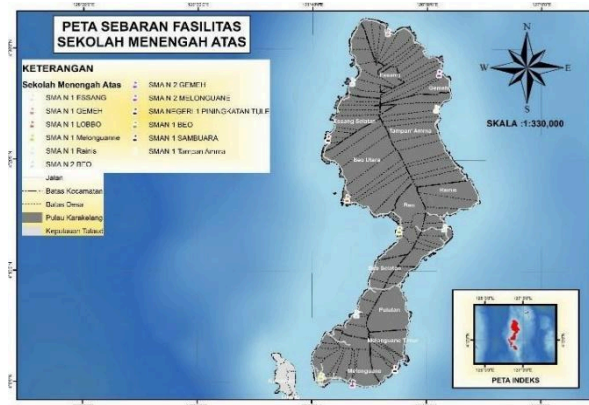 PETA SEBARAN FASILITAS
SEKOLAH MENENGAH ATAS
KETERANGAN
Sekolah Menengah Atas
SMA N 1 ESSANG
SMA N 1 GEMEH
SMA N 1 LOBBO
SMA N 1 Melonguane
SMA N 1 Rainis
SMA N 2 BEO
SMA N 2 GEMEH
SMA N 2 MELONGUANE
SMA NEGERI 1 PININGKATAN TULE
SMAN 1 BEO
SMAN 1 SAMBUARA
SMAN 1 Tampan Amma
Jalan
Batas Kecamatan
Batas Desa
Pulau Karakelang
Kepulauan Talaud
N
W
E
S
SKALA :1:330,000
Essang
Gemeh
Essang Selatan
Tampan' Amma
Beo Utara
Rainis
Beo
Beo Selatan
Pulutan
Melonguane Timur
Melonguane
PETA INDEKS